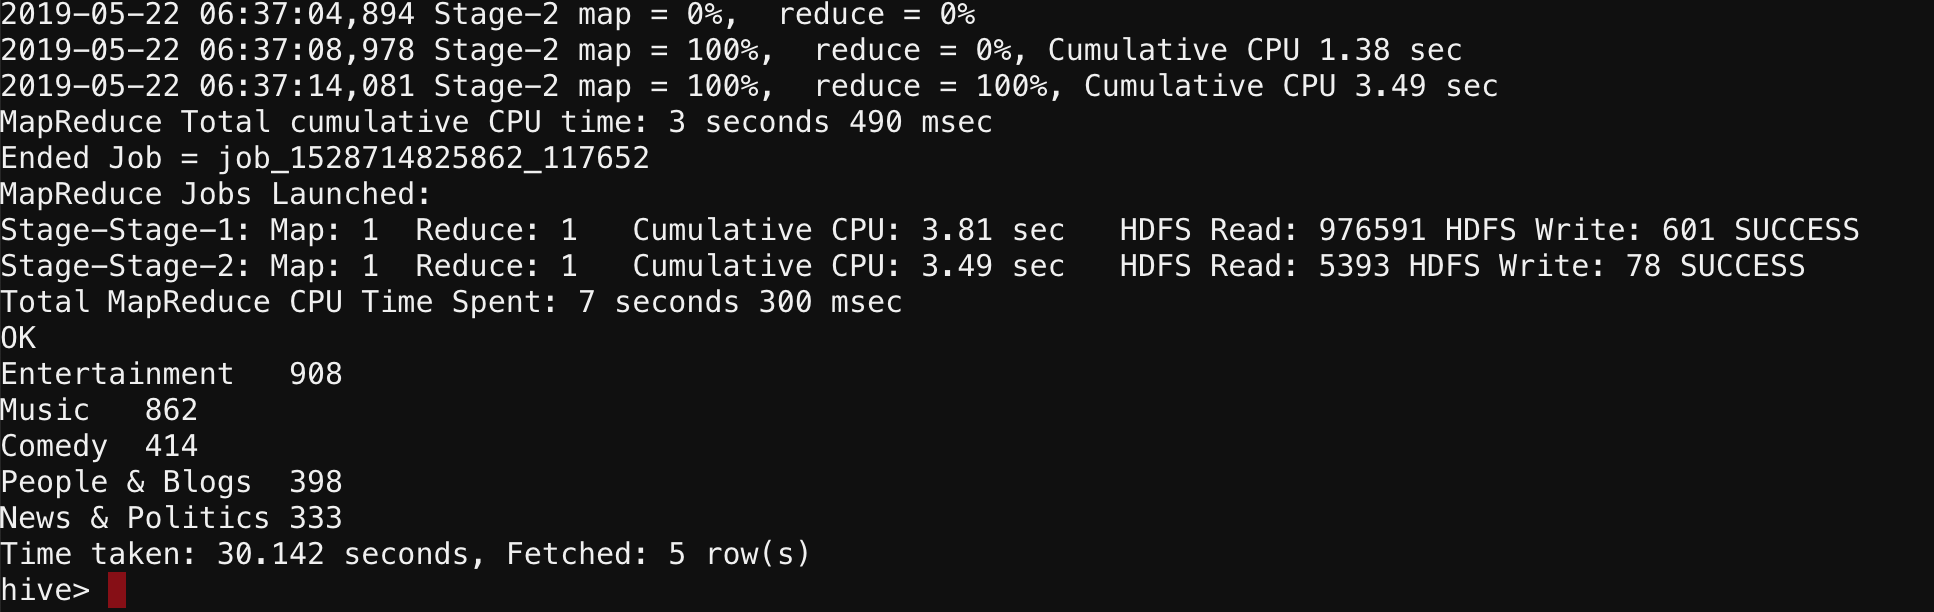 2019-05-22 06:37:04,894 Stage-2 map = 0%,  reduce = 0%
2019-05-22 06:37:08,978 Stage-2 map = 100%,  reduce = 0%, Cumulative CPU 1.38 sec
2019-05-22 06:37:14,081 Stage-2 map = 100%,  reduce = 100%, Cumulative CPU 3.49 sec
MapReduce Total cumulative CPU time: 3 seconds 490 msec
Ended Job = job_1528714825862_117652
MapReduce Jobs Launched:
Stage-Stage-1: Map: 1  Reduce: 1   Cumulative CPU: 3.81 sec   HDFS Read: 976591 HDFS Write: 601 SUCCESS
Stage-Stage-2: Map: 1  Reduce: 1   Cumulative CPU: 3.49 sec   HDFS Read: 5393 HDFS Write: 78 SUCCESS
Total MapReduce CPU Time Spent: 7 seconds 300 msec
OK
Entertainment   908
Music   862
Comedy  414
People & Blogs  398
News & Politics 333
Time taken: 30.142 seconds, Fetched: 5 row(s)
hive>